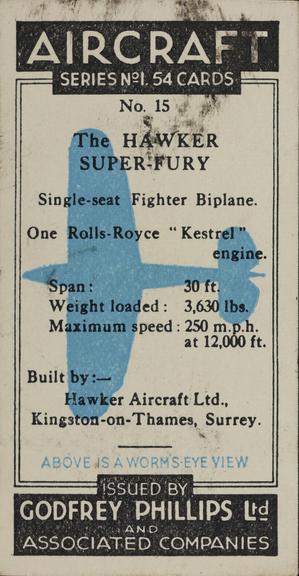 AIRCRAFT
SERIES Nº1. 54 CARDS
No. 15
The HAWKER
SUPER-FURY
Single-seat Fighter Biplane.
One Rolls-Royce "Kestrel"
engine.
Span: 30 ft.
Weight loaded: 3,630 lbs.
Maximum speed: 250 m.p.h.
at 12,000 ft.
Built by:—
Hawker Aircraft Ltd.,
Kingston-on-Thames, Surrey.
ABOVE IS A WORM'S-EYE VIEW
ISSUED BY
GODFREY PHILLIPS Ltd
AND
ASSOCIATED COMPANIES